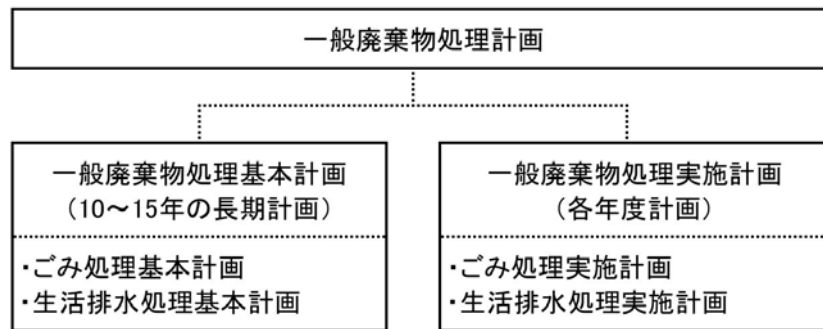 一般廃棄物処理計画
一般廃棄物処理基本計画
（10～15年の長期計画）
・ごみ処理基本計画
・生活排水処理基本計画
一般廃棄物処理実施計画
（各年度計画）
・ごみ処理実施計画
・生活排水処理実施計画